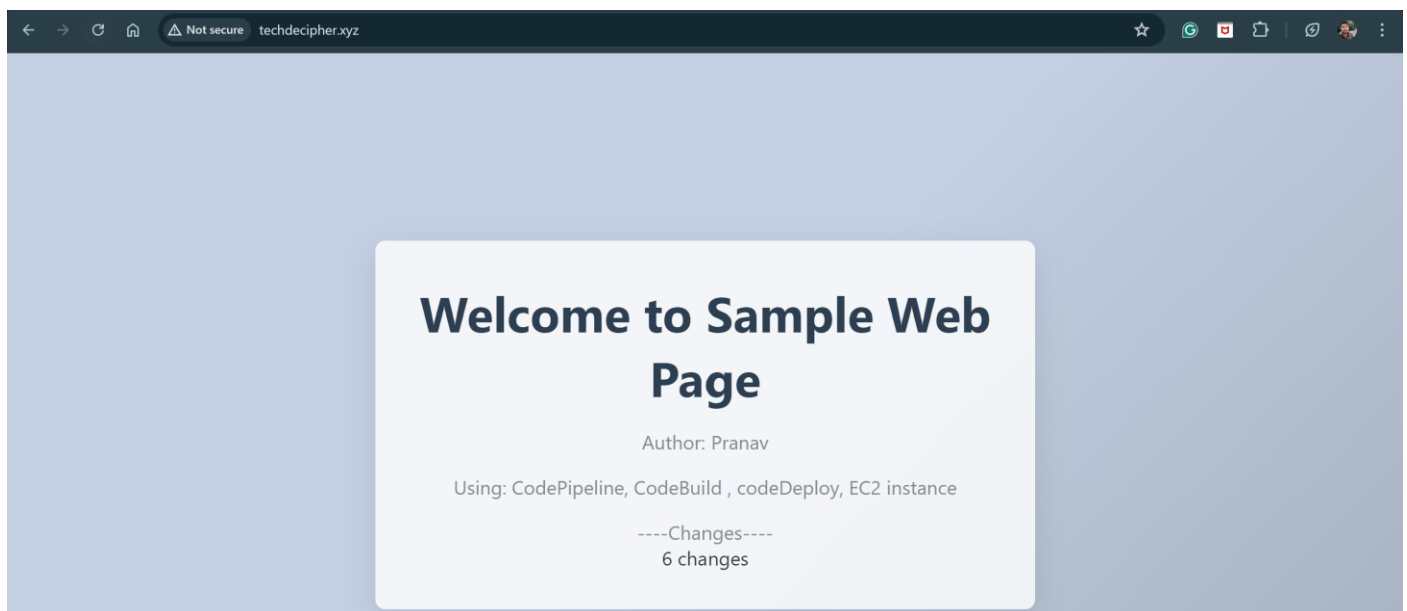 Not secure techdecipher.xyz
Welcome to Sample Web
Page
Author: Pranav
Using: CodePipeline, CodeBuild , codeDeploy, EC2 instance
----Changes----
6 changes